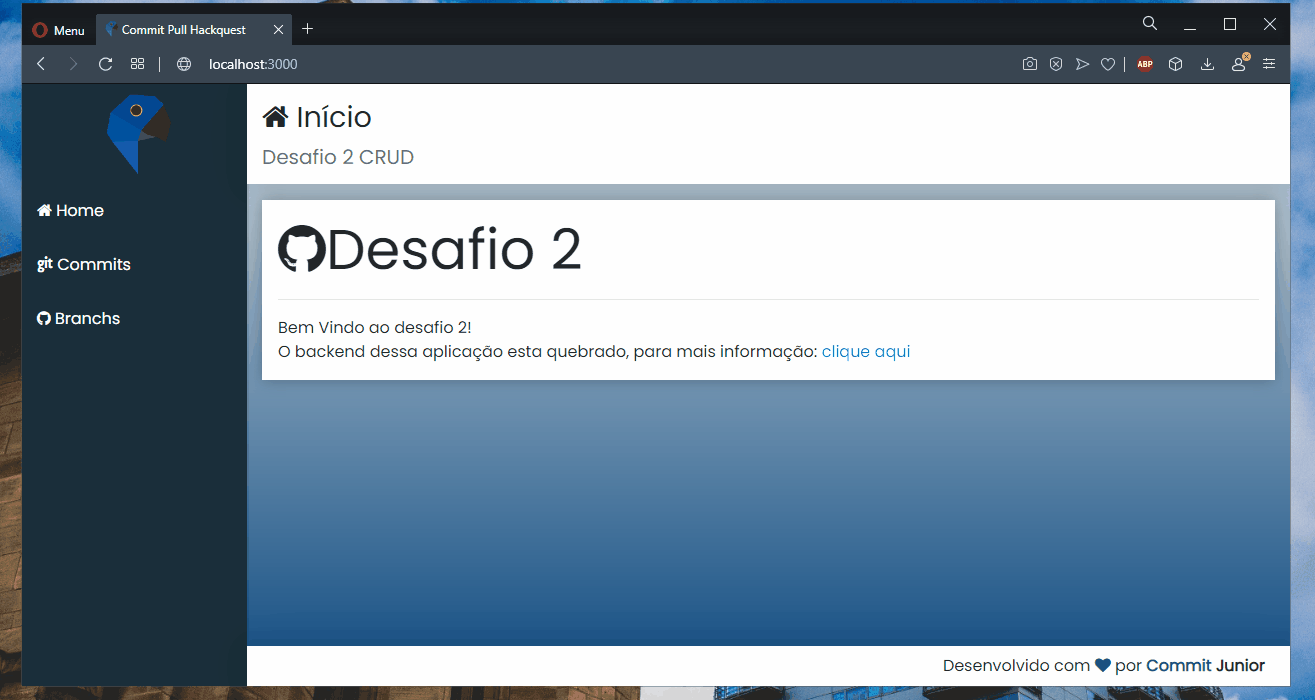 Menu
Commit Pull Hackquest
localhost:3000
ABP
Início
Desafio 2 CRUD
Home
git Commits
Branchs
Desafio 2
Bem Vindo ao desafio 2!
O backend dessa aplicação esta quebrado, para mais informação: clique aqui
Desenvolvido com por Commit Junior